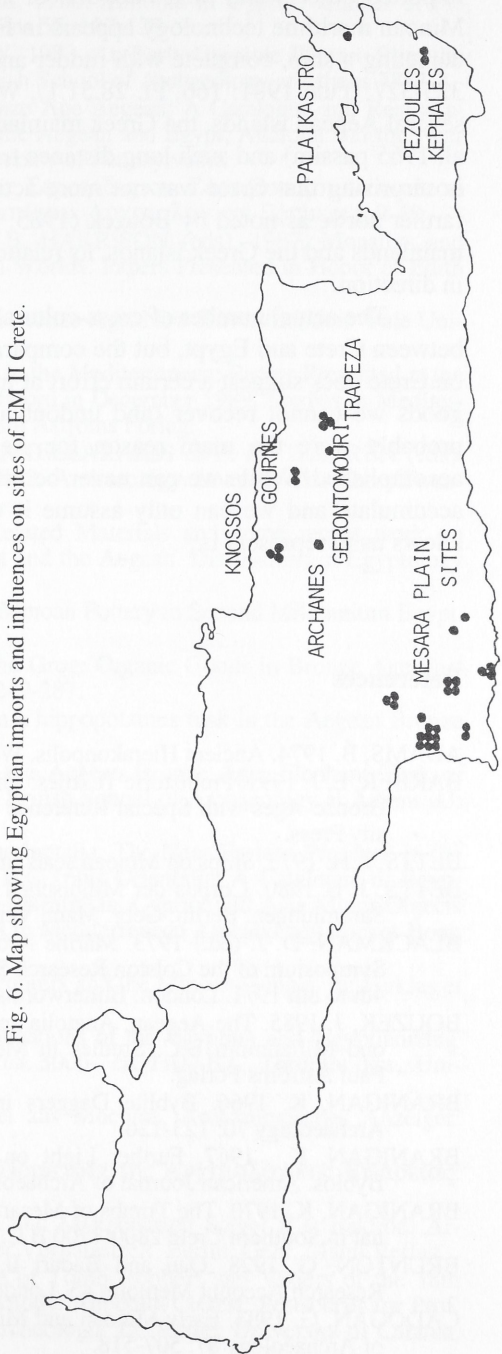 Fig. 6. Map showing Egyptian imports and influences on sites of EM II Crete.
KNOSSOS
GOURNES
ARCHANES
GERONTOMOURI
TRAPEZA
MESARA PLAIN
SITES
PALAIKASTRO
PEZOULES
KEPHALES